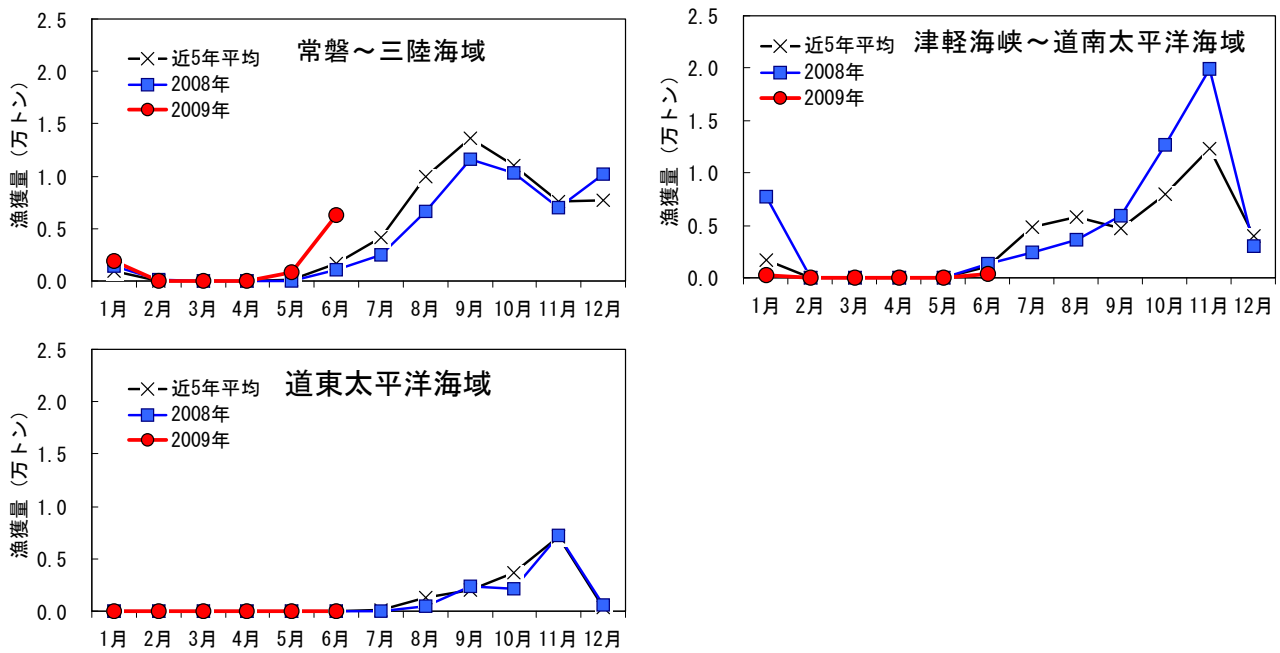 常磐～三陸海域
近5年平均
2008年
2009年
漁獲量（万トン）
2.5
2.0
1.5
1.0
0.5
0.0
1月 2月 3月 4月 5月 6月 7月 8月 9月 10月 11月 12月
津軽海峡～道南太平洋海域
近5年平均
2008年
2009年
漁獲量（万トン）
2.5
2.0
1.5
1.0
0.5
0.0
1月 2月 3月 4月 5月 6月 7月 8月 9月 10月 11月 12月
道東太平洋海域
近5年平均
2008年
2009年
漁獲量（万トン）
2.5
2.0
1.5
1.0
0.5
0.0
1月 2月 3月 4月 5月 6月 7月 8月 9月 10月 11月 12月